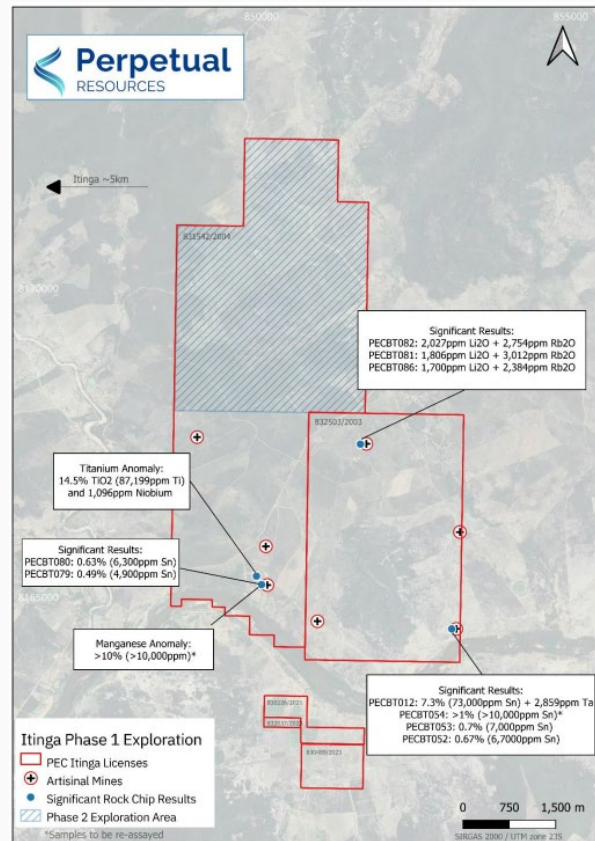 850000
855000
Perpetual
RESOURCES
Itinga ~5km
831542/2004
8170000
Significant Results:
PECBT082: 2,027ppm Li2O + 2,754ppm Rb2O
PECBT081: 1,806ppm Li2O + 3,012ppm Rb2O
PECBT086: 1,700ppm Li2O + 2,384ppm Rb2O
832503/2003
Titanium Anomaly:
14.5% TiO2 (87,199ppm Ti)
and 1,096ppm Niobium
Significant Results:
PECBT080: 0.63% (6,300ppm Sn)
PECBT079: 0.49% (4,900ppm Sn)
8165000
Manganese Anomaly:
>10% (>10,000ppm)*
Significant Results:
PECBT012: 7.3% (73,000ppm Sn) + 2,859ppm Ta
PECBT054: >1% (>10,000ppm Sn)*
PECBT053: 0.7% (7,000ppm Sn)
PECBT052: 0.67% (6,7000ppm Sn)
Itinga Phase 1 Exploration
PEC Itinga Licenses
Artisinal Mines
Significant Rock Chip Results
Phase 2 Exploration Area
*Samples to be re-assayed
0 750 1,500 m
SIRGAS 2000 / UTM zone 23S